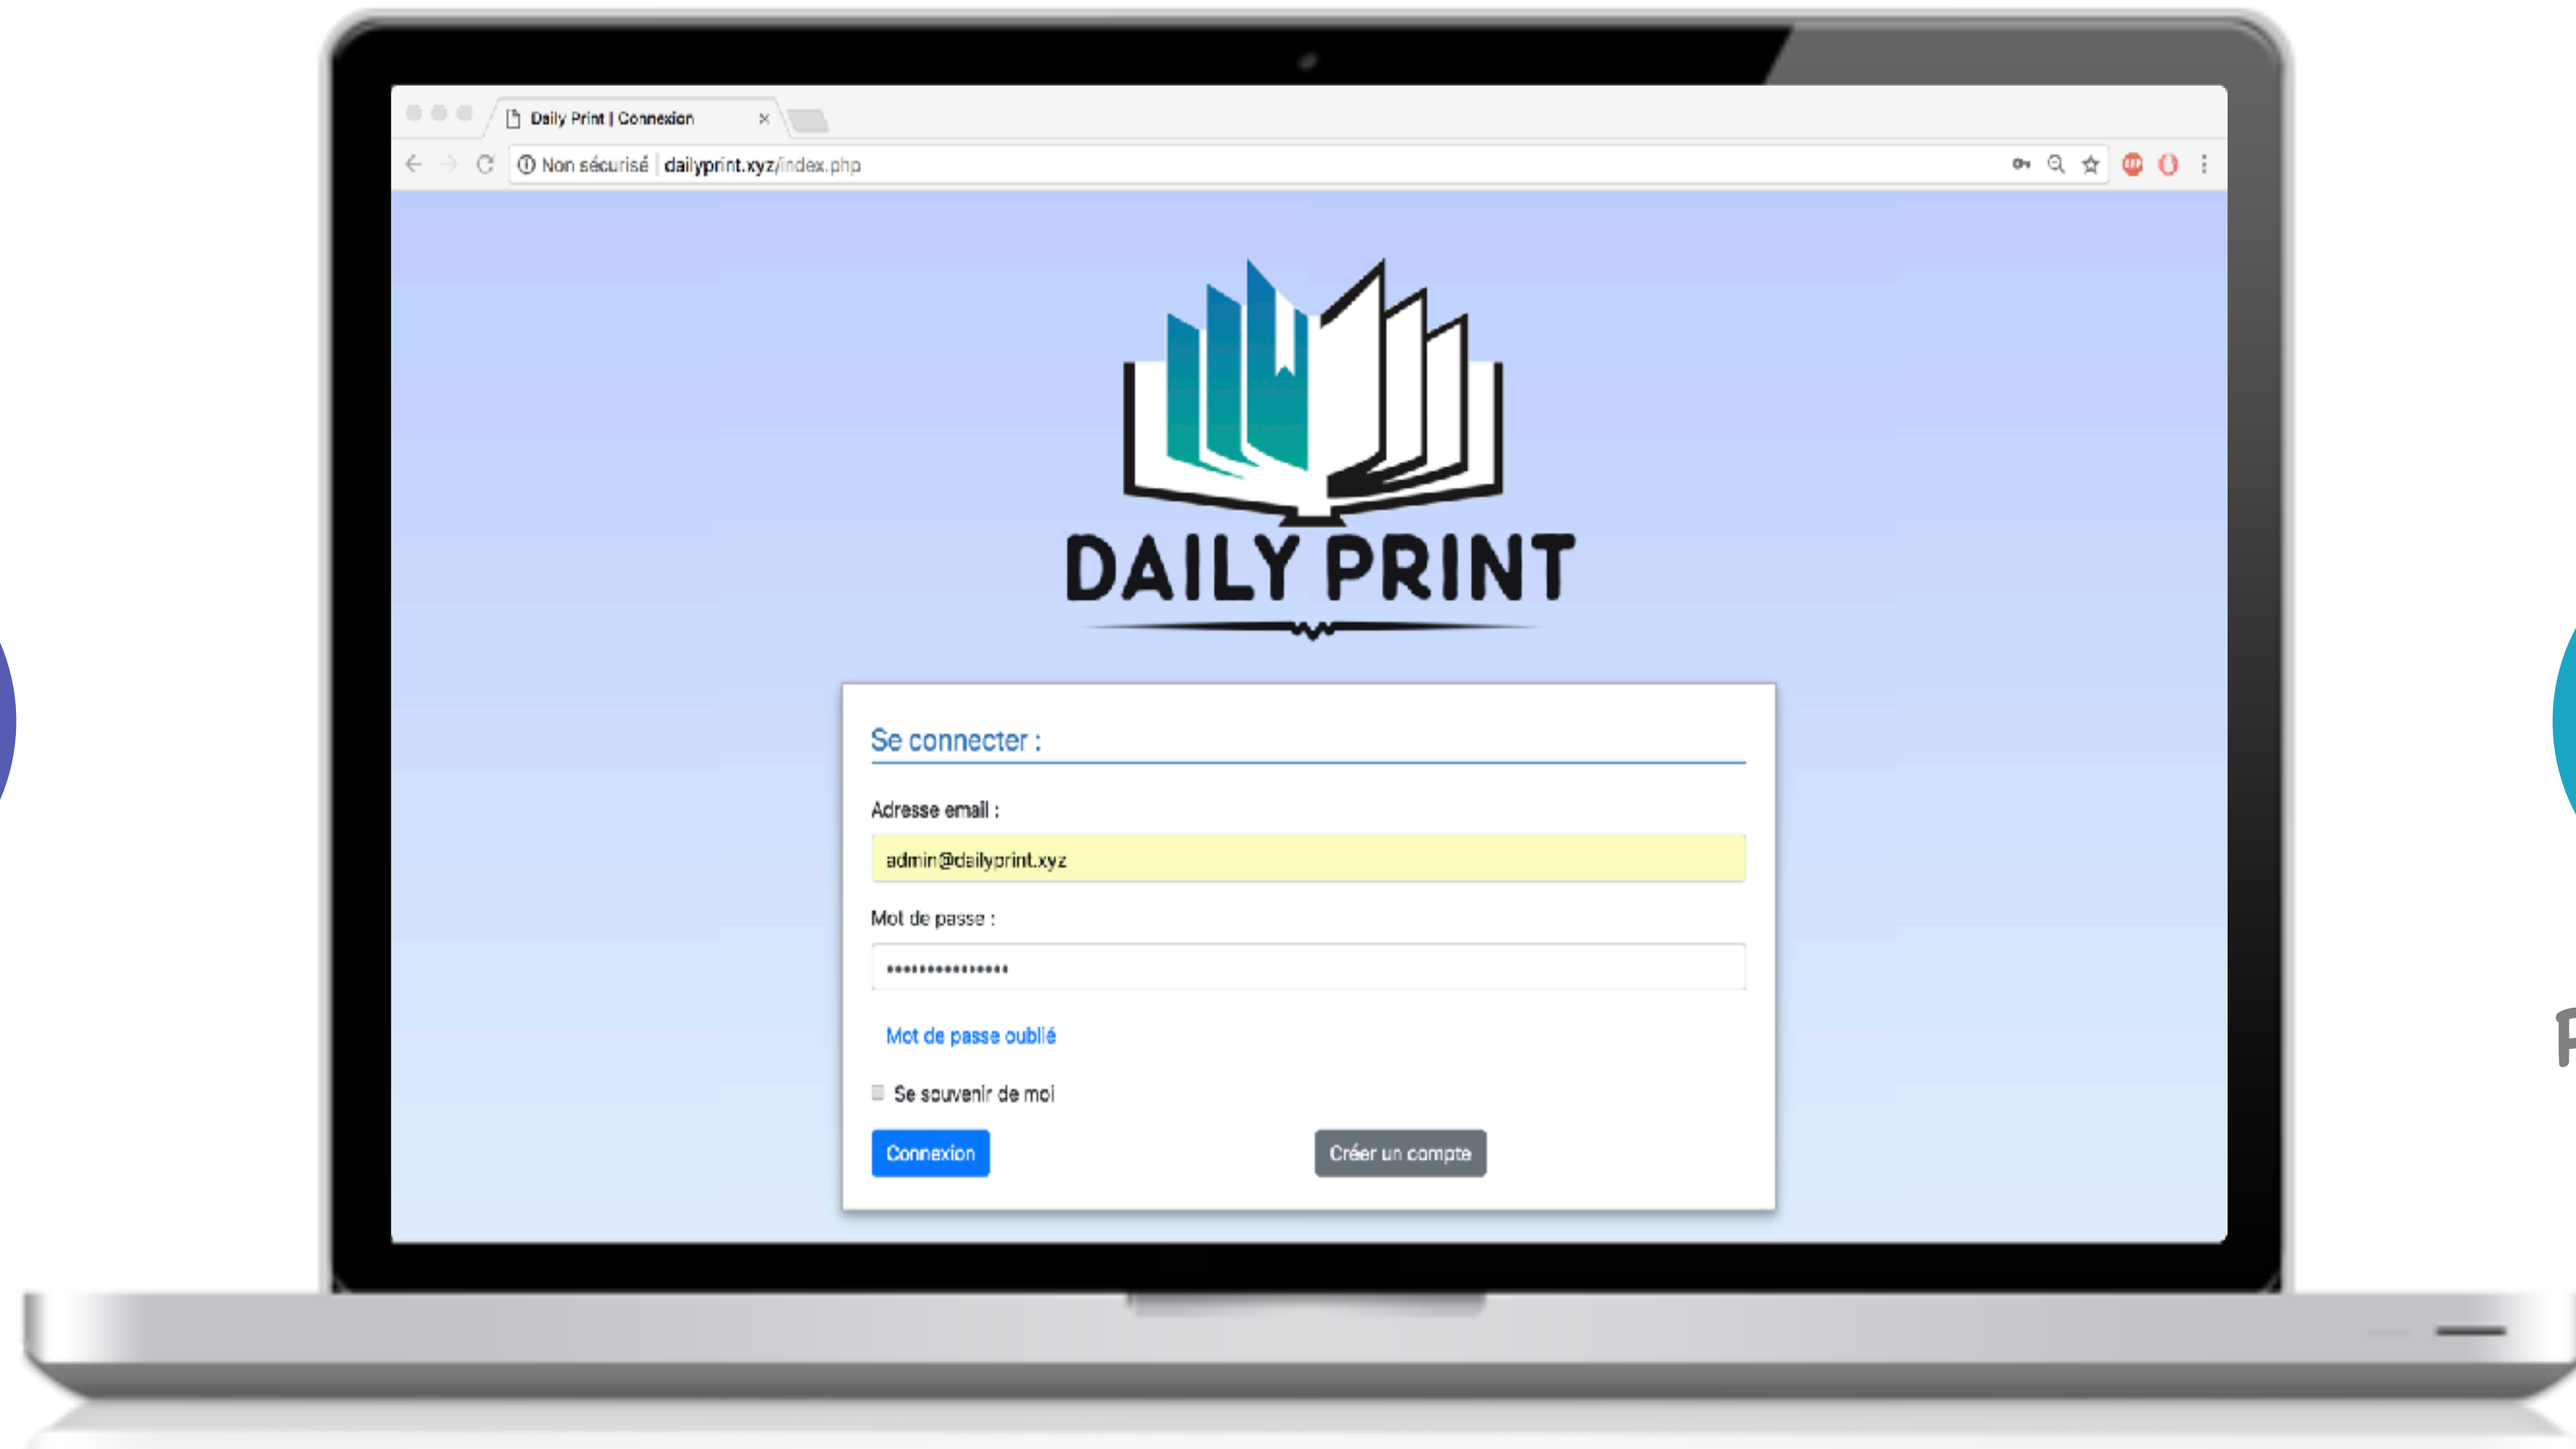 Daily Print | Connexion
Non sécurisé | dailyprint.xyz/index.php
DAILY PRINT
Se connecter :
Adresse email :
admin@dailyprint.xyz
Mot de passe :
•••••••••••••••
Mot de passe oublié
Se souvenir de moi
Connexion
Créer un compte